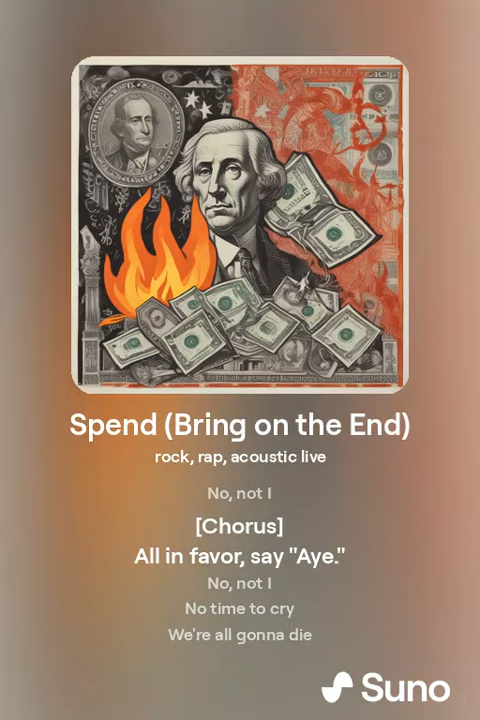 Spend (Bring on the End)
rock, rap, acoustic live
No, not I
[Chorus]
All in favor, say "Aye."
No, not I
No time to cry
We're all gonna die
Suno